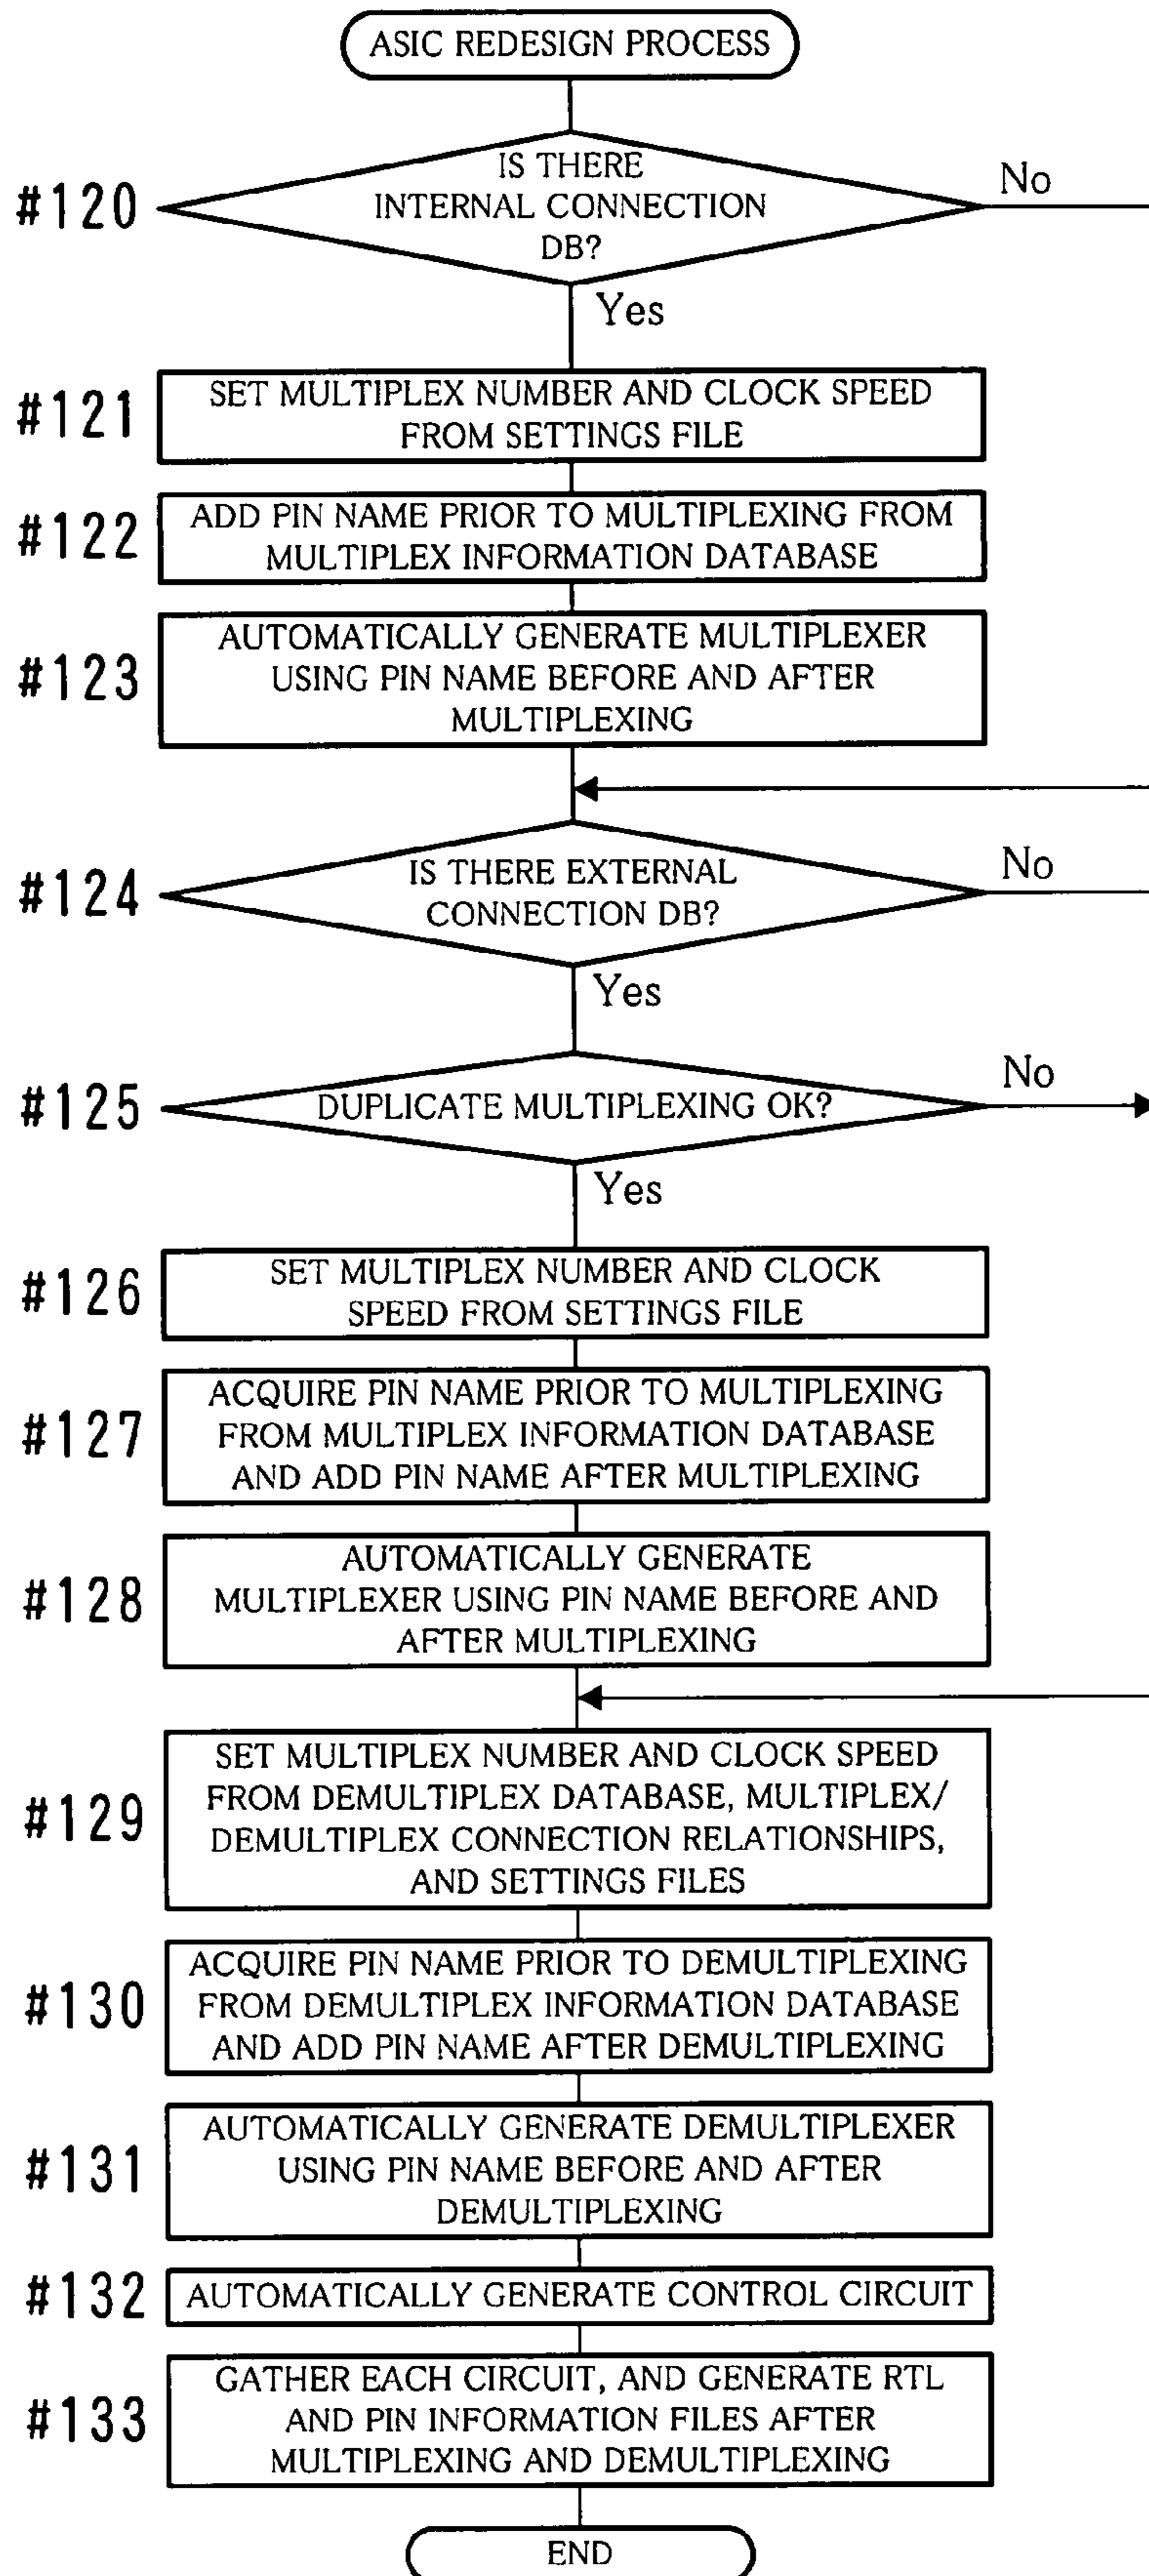 ASIC REDESIGN PROCESS
#120
IS THERE
INTERNAL CONNECTION
DB?
No
Yes
#121
SET MULTIPLEX NUMBER AND CLOCK SPEED
FROM SETTINGS FILE
#122
ADD PIN NAME PRIOR TO MULTIPLEXING FROM
MULTIPLEX INFORMATION DATABASE
#123
AUTOMATICALLY GENERATE MULTIPLEXER
USING PIN NAME BEFORE AND AFTER
MULTIPLEXING
#124
IS THERE EXTERNAL
CONNECTION DB?
No
Yes
#125
DUPLICATE MULTIPLEXING OK?
No
Yes
#126
SET MULTIPLEX NUMBER AND CLOCK
SPEED FROM SETTINGS FILE
#127
ACQUIRE PIN NAME PRIOR TO MULTIPLEXING
FROM MULTIPLEX INFORMATION DATABASE
AND ADD PIN NAME AFTER MULTIPLEXING
#128
AUTOMATICALLY GENERATE
MULTIPLEXER USING PIN NAME BEFORE AND
AFTER MULTIPLEXING
#129
SET MULTIPLEX NUMBER AND CLOCK SPEED
FROM DEMULTIPLEX DATABASE, MULTIPLEX/
DEMULTIPLEX CONNECTION RELATIONSHIPS,
AND SETTINGS FILES
#130
ACQUIRE PIN NAME PRIOR TO DEMULTIPLEXING
FROM DEMULTIPLEX INFORMATION DATABASE
AND ADD PIN NAME AFTER DEMULTIPLEXING
#131
AUTOMATICALLY GENERATE DEMULTIPLEXER
USING PIN NAME BEFORE AND AFTER
DEMULTIPLEXING
#132
AUTOMATICALLY GENERATE CONTROL CIRCUIT
#133
GATHER EACH CIRCUIT, AND GENERATE RTL
AND PIN INFORMATION FILES AFTER
MULTIPLEXING AND DEMULTIPLEXING
END